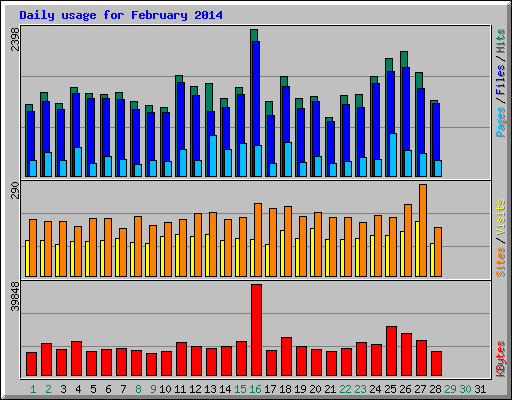 Daily usage for February 2014
2398
Pages / Files / Hits
290
Sites / Visits
39848
KBytes
1 2 3 4 5 6 7 8 9 10 11 12 13 14 15 16 17 18 19 20 21 22 23 24 25 26 27 28 29 30 31